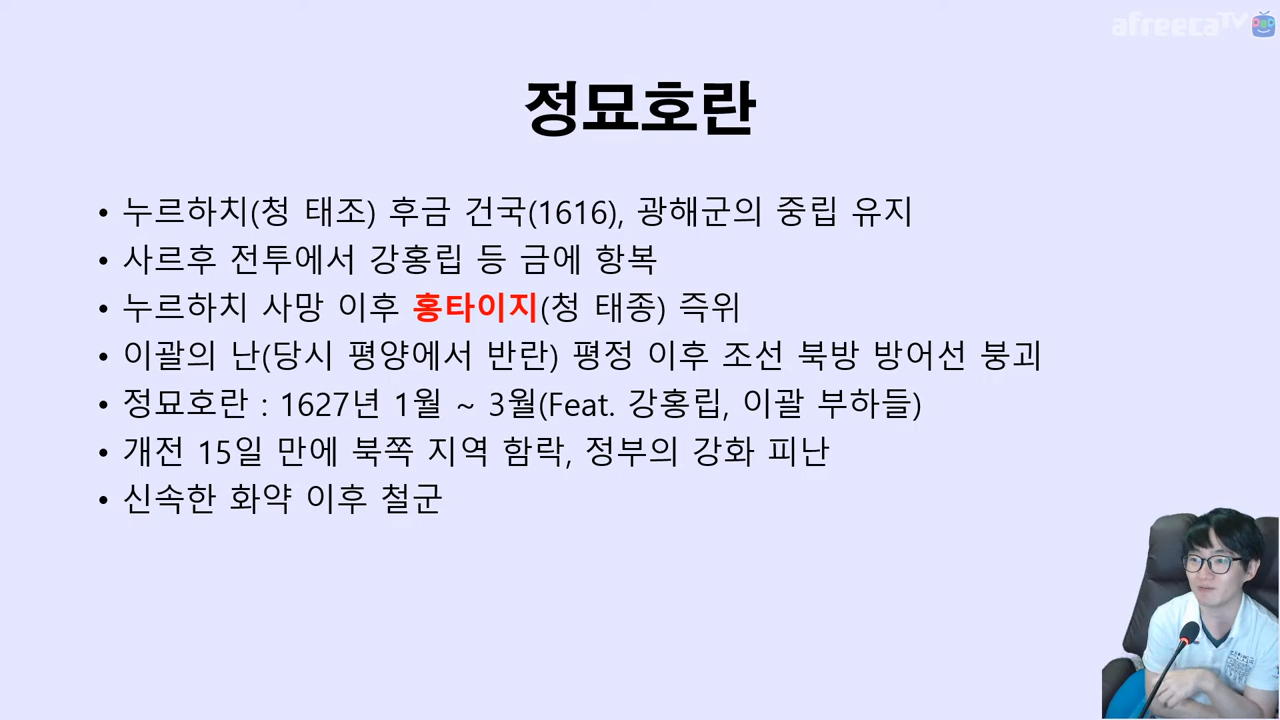 afreecaTV
정묘호란
• 누르하치(청 태조) 후금 건국(1616), 광해군의 중립 유지
• 사르후 전투에서 강홍립 등 금에 항복
• 누르하치 사망 이후 홍타이지(청 태종) 즉위
• 이괄의 난(당시 평양에서 반란) 평정 이후 조선 북방 방어선 붕괴
• 정묘호란 : 1627년 1월 ~ 3월(Feat. 강홍립, 이괄 부하들)
• 개전 15일 만에 북쪽 지역 함락, 정부의 강화 피난
• 신속한 화약 이후 철군